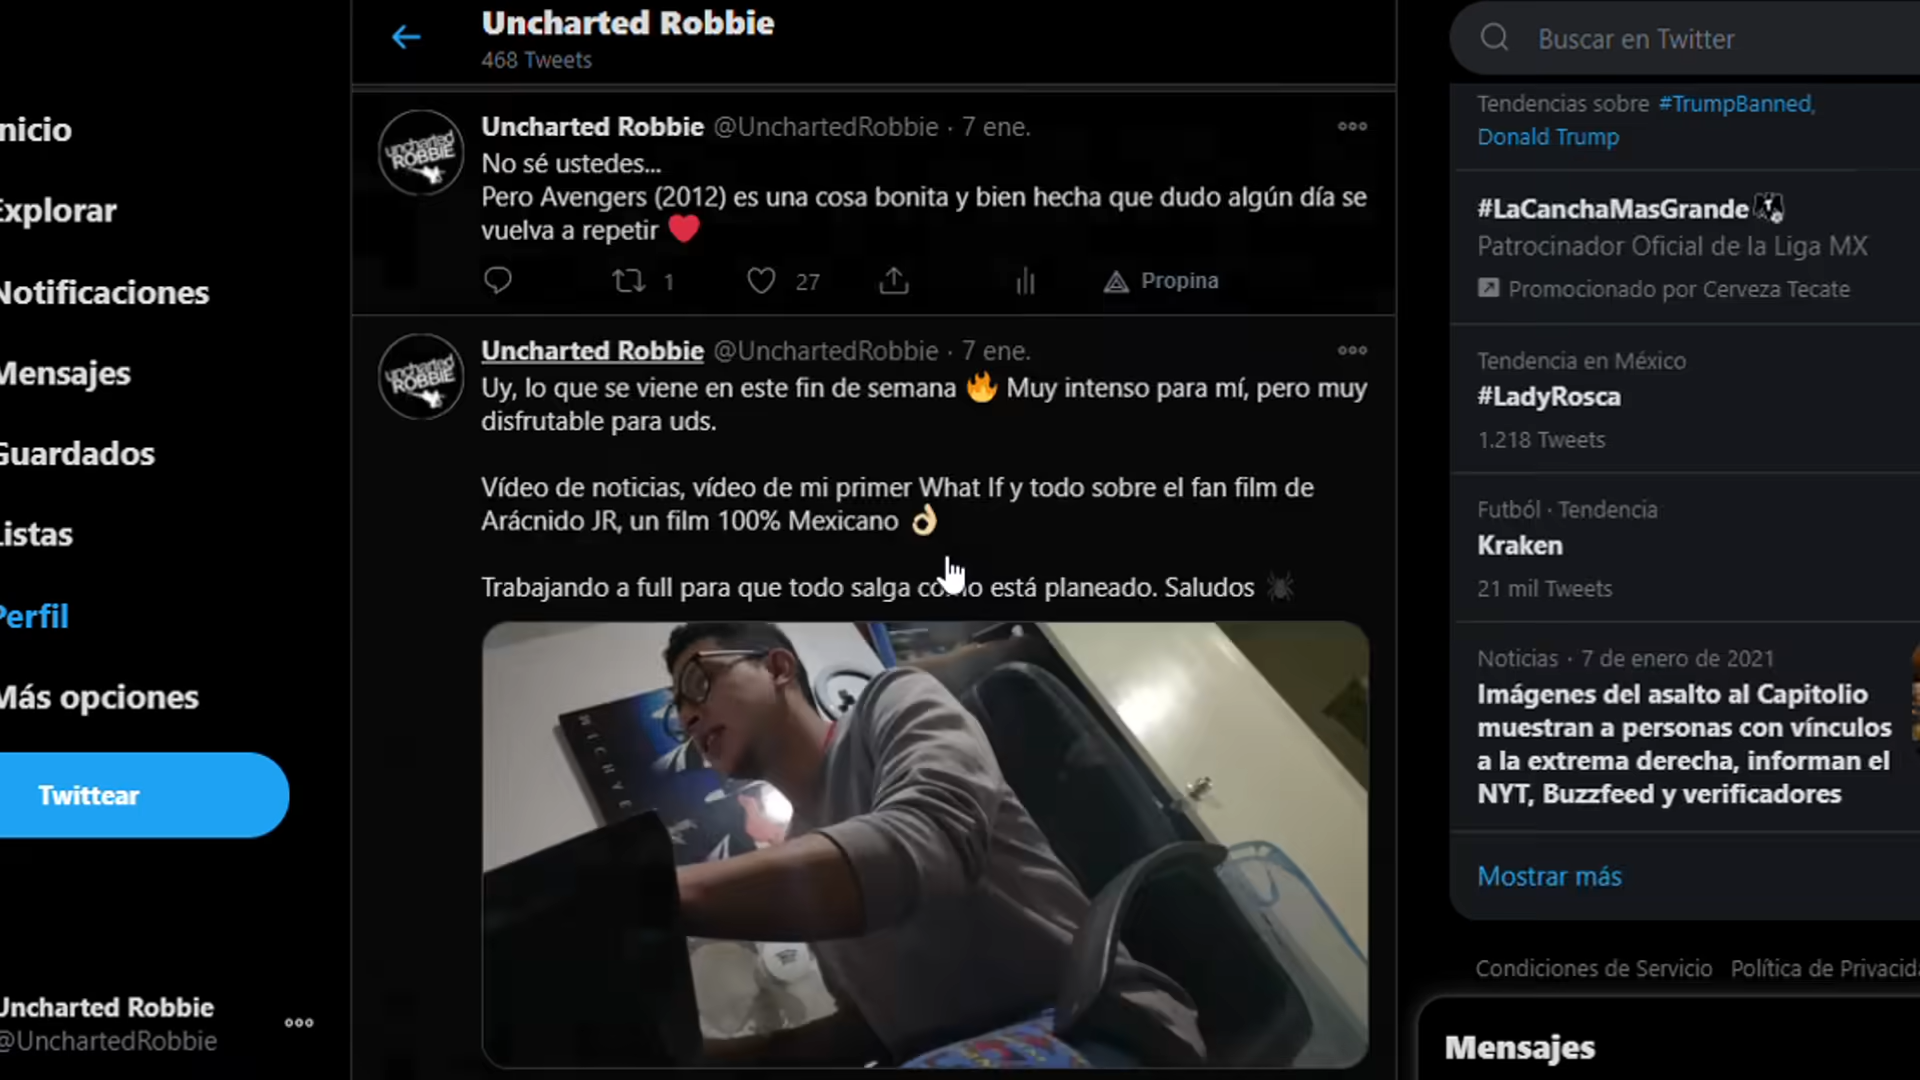 Uncharted Robbie
468 Tweets
nicio
Explorar
Notificaciones
Mensajes
Guardados
Listas
Perfil
Más opciones
Twittear
Uncharted Robbie
@UnchartedRobbie
Uncharted Robbie @UnchartedRobbie · 7 ene.
No sé ustedes...
Pero Avengers (2012) es una cosa bonita y bien hecha que dudo algún día se
vuelva a repetir ❤️
1 27 Propina
Uncharted Robbie @UnchartedRobbie · 7 ene.
Uy, lo que se viene en este fin de semana 🔥 Muy intenso para mí, pero muy
disfrutable para uds.
Vídeo de noticias, vídeo de mi primer What If y todo sobre el fan film de
Arácnido JR, un film 100% Mexicano 👌🏼
Trabajando a full para que todo salga como está planeado. Saludos 🕷
uncharted
ROBBIE
uncharted
ROBBIE
Buscar en Twitter
Tendencias sobre #TrumpBanned,
Donald Trump
#LaCanchaMasGrande
Patrocinador Oficial de la Liga MX
Promocionado por Cerveza Tecate
Tendencia en México
#LadyRosca
1.218 Tweets
Futból · Tendencia
Kraken
21 mil Tweets
Noticias · 7 de enero de 2021
Imágenes del asalto al Capitolio
muestran a personas con vínculos
a la extrema derecha, informan el
NYT, Buzzfeed y verificadores
Mostrar más
Condiciones de Servicio Política de Privacida
Mensajes